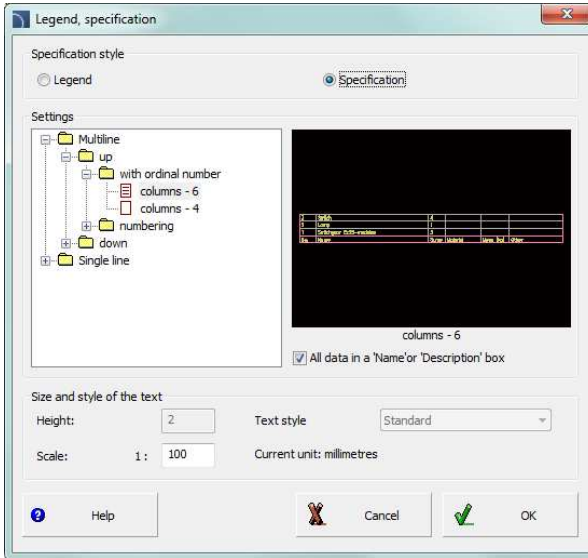 Legend, specification
Specification style
Legend
Specification
Settings
Multiline
up
with ordinal number
columns - 6
columns - 4
numbering
down
Single line
columns - 6
All data in a 'Name'or 'Description' box
Size and style of the text
Height: 2 Text style Standard
Scale: 1 : 100 Current unit: millimetres
Help Cancel OK